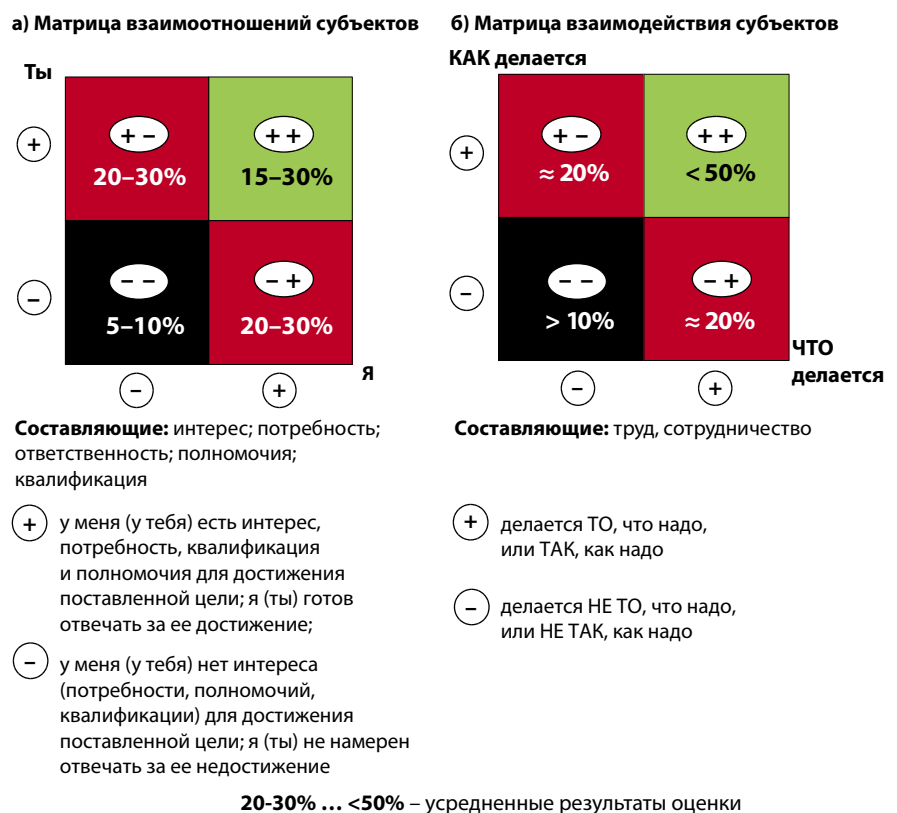 а) Матрица взаимоотношений субъектов
Ты
+
+ –
20–30%
+ +
15–30%
–
– –
5–10%
– +
20–30%
–
+
Я
Составляющие: интерес; потребность;
ответственность; полномочия;
квалификация
+
у меня (у тебя) есть интерес,
потребность, квалификация
и полномочия для достижения
поставленной цели; я (ты) готов
отвечать за ее достижение;
–
у меня (у тебя) нет интереса
(потребности, полномочий,
квалификации) для достижения
поставленной цели; я (ты) не намерен
отвечать за ее недостижение
б) Матрица взаимодействия субъектов
КАК делается
+
+ –
≈ 20%
+ +
< 50%
–
– –
> 10%
– +
≈ 20%
–
+
ЧТО
делается
Составляющие: труд, сотрудничество
+
делается ТО, что надо,
или ТАК, как надо
–
делается НЕ ТО, что надо,
или НЕ ТАК, как надо
20-30% ... <50% – усредненные результаты оценки